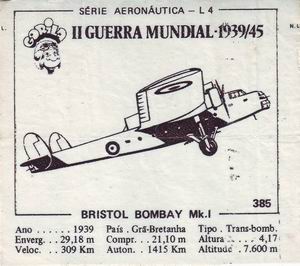 SÉRIE AERONÁUTICA – L 4
II GUERRA MUNDIAL·1939/45
385
BRISTOL BOMBAY Mk.I
Ano . . . . . . 1939 País . Grã-Bretanha Tipo . Trans-bomb.
Enverg. . . 29,18 m Compr. . . 21,10 m Altura . . . . . 4,17
Veloc. . . 309 Km Auton. . 1415 Km Altitude . 7.600 m